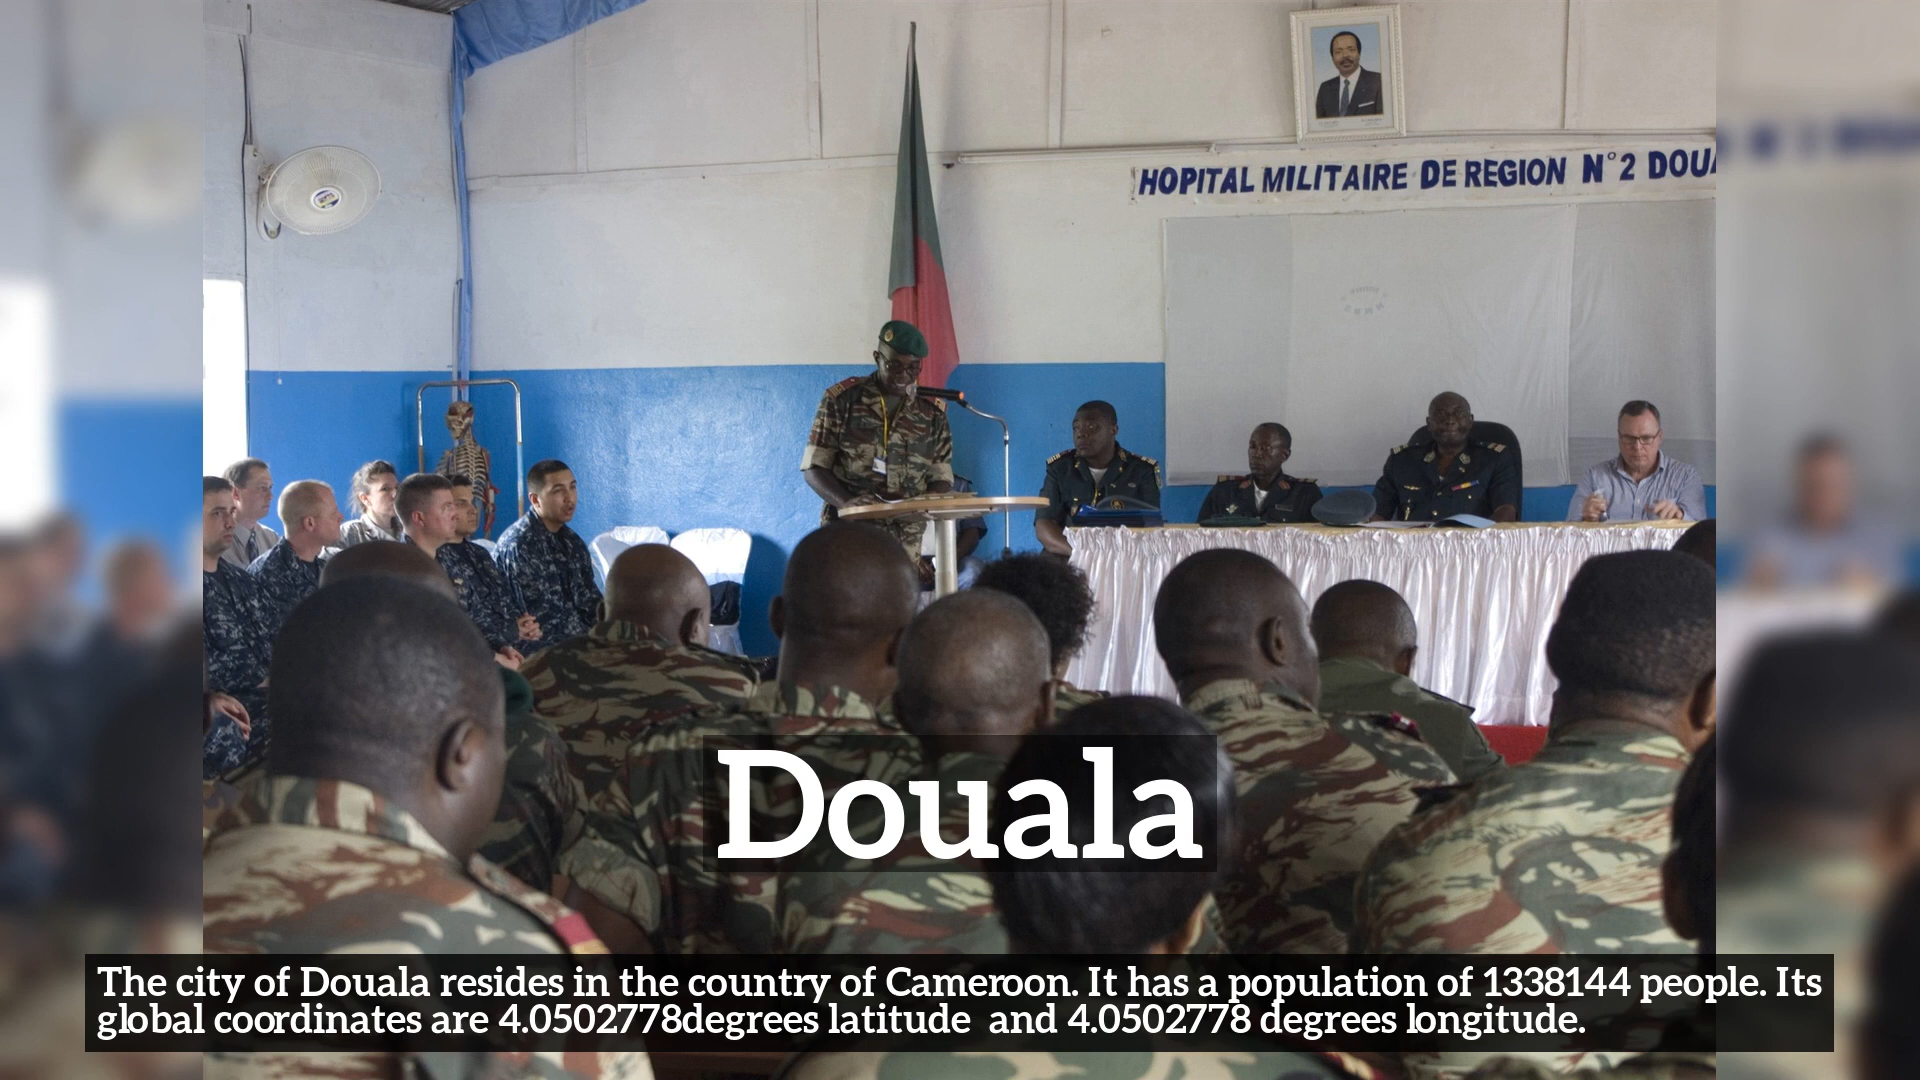 HOPITAL MILITAIRE DE REGION N°2 DOUA
Douala
The city of Douala resides in the country of Cameroon. It has a population of 1338144 people. Its
global coordinates are 4.0502778degrees latitude  and 4.0502778 degrees longitude.